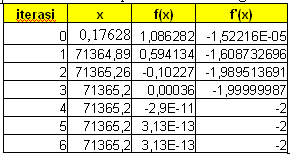 iterasi x f(x) f'(x)
0 0,17628 1,086282 -1,52216E-05
1 71364,89 0,594134 -1,608732696
2 71365,26 -0,10227 -1,989513691
3 71365,2 0,00036 -1,99999987
4 71365,2 -2,9E-11 -2
5 71365,2 3,13E-13 -2
6 71365,2 3,13E-13 -2